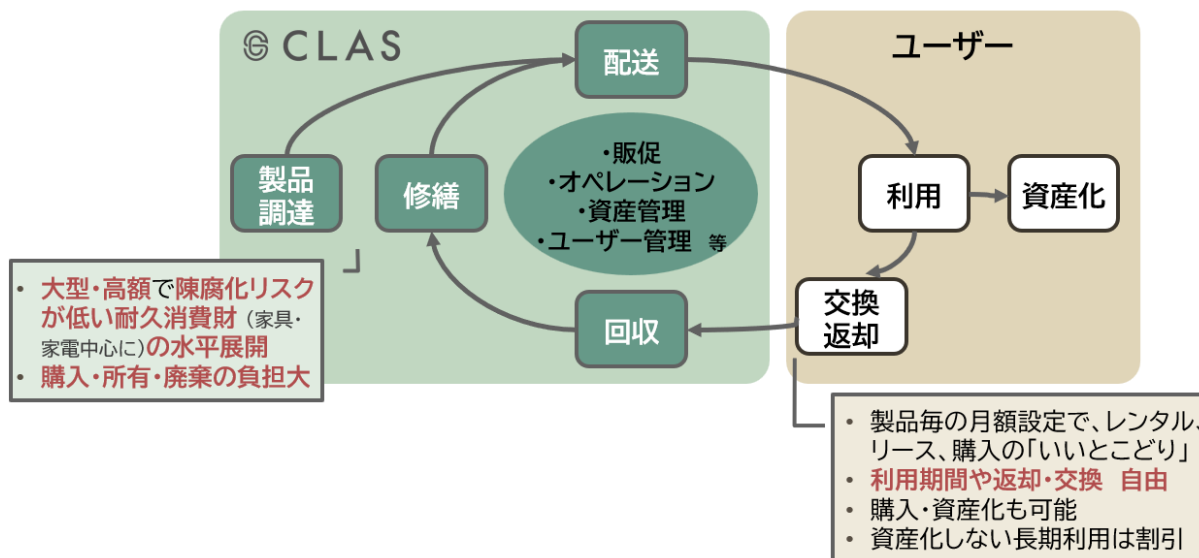 CLAS
配送
ユーザー
製品
調達
修繕
・販促
・オペレーション
・資産管理
・ユーザー管理 等
利用
資産化
回収
交換
返却
• 大型・高額で陳腐化リスク
が低い耐久消費財（家具・
家電中心に）の水平展開
• 購入・所有・廃棄の負担大
• 製品毎の月額設定で、レンタル、
リース、購入の「いいとこどり」
• 利用期間や返却・交換 自由
• 購入・資産化も可能
• 資産化しない長期利用は割引